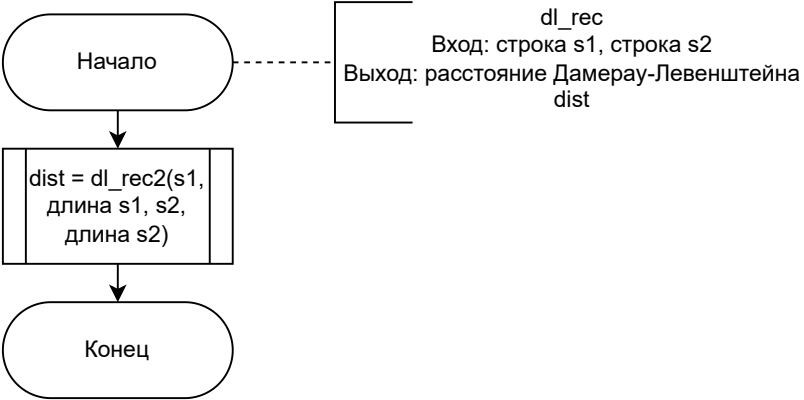 Начало
dl_rec
Вход: строка s1, строка s2
Выход: расстояние Дамерау-Левенштейна
dist
dist = dl_rec2(s1,
длина s1, s2,
длина s2)
Конец